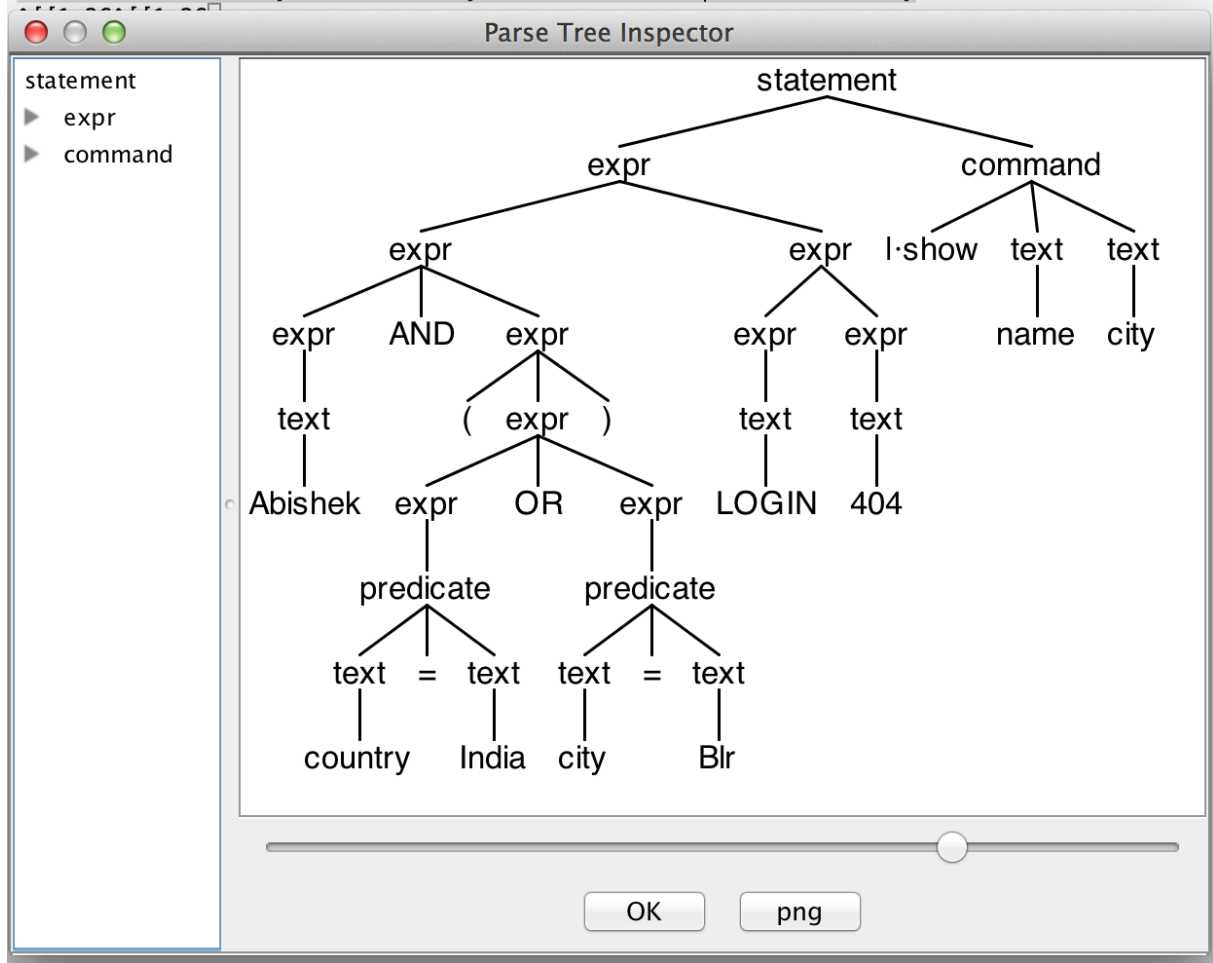 Parse Tree Inspector
statement
expr
command
statement
expr command
expr expr l·show text text
expr AND expr expr expr name city
text ( expr ) text text
Abishek expr OR expr LOGIN 404
predicate predicate
text = text text = text
country India city Blr
OK png